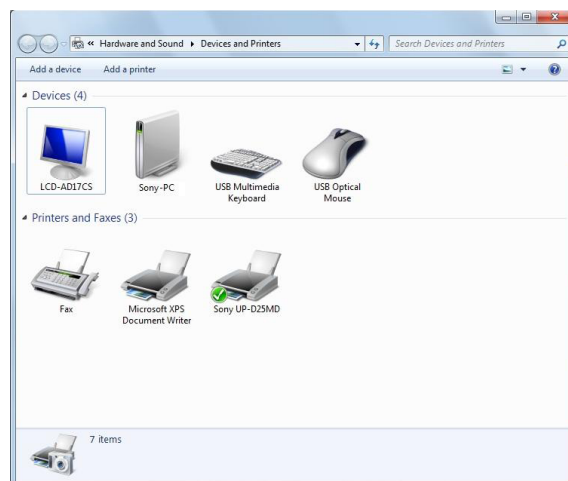 « Hardware and Sound ▸ Devices and Printers
Search Devices and Printers
Add a device Add a printer
Devices (4)
LCD-AD17CS
Sony-PC
USB Multimedia
Keyboard
USB Optical
Mouse
Printers and Faxes (3)
Fax
Microsoft XPS
Document Writer
Sony UP-D25MD
7 items